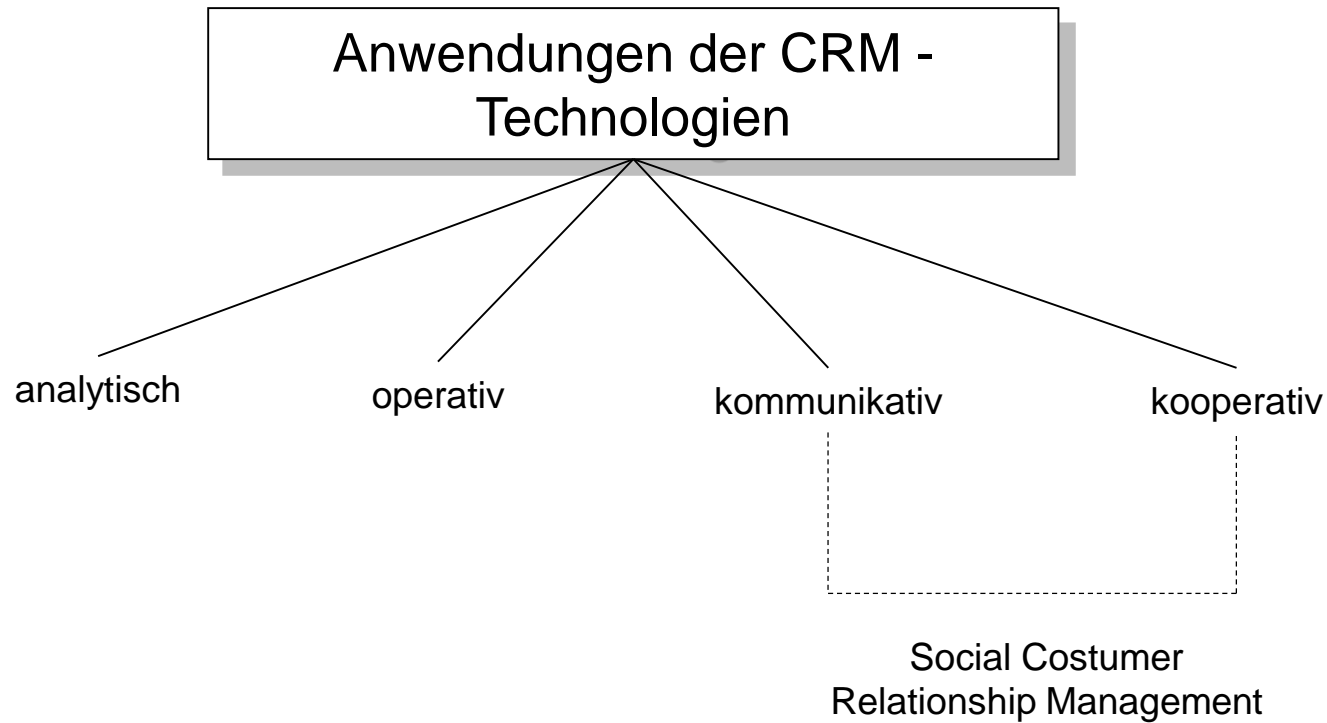 Anwendungen der CRM -
Technologien
analytisch
operativ
kommunikativ
kooperativ
Social Costumer
Relationship Management